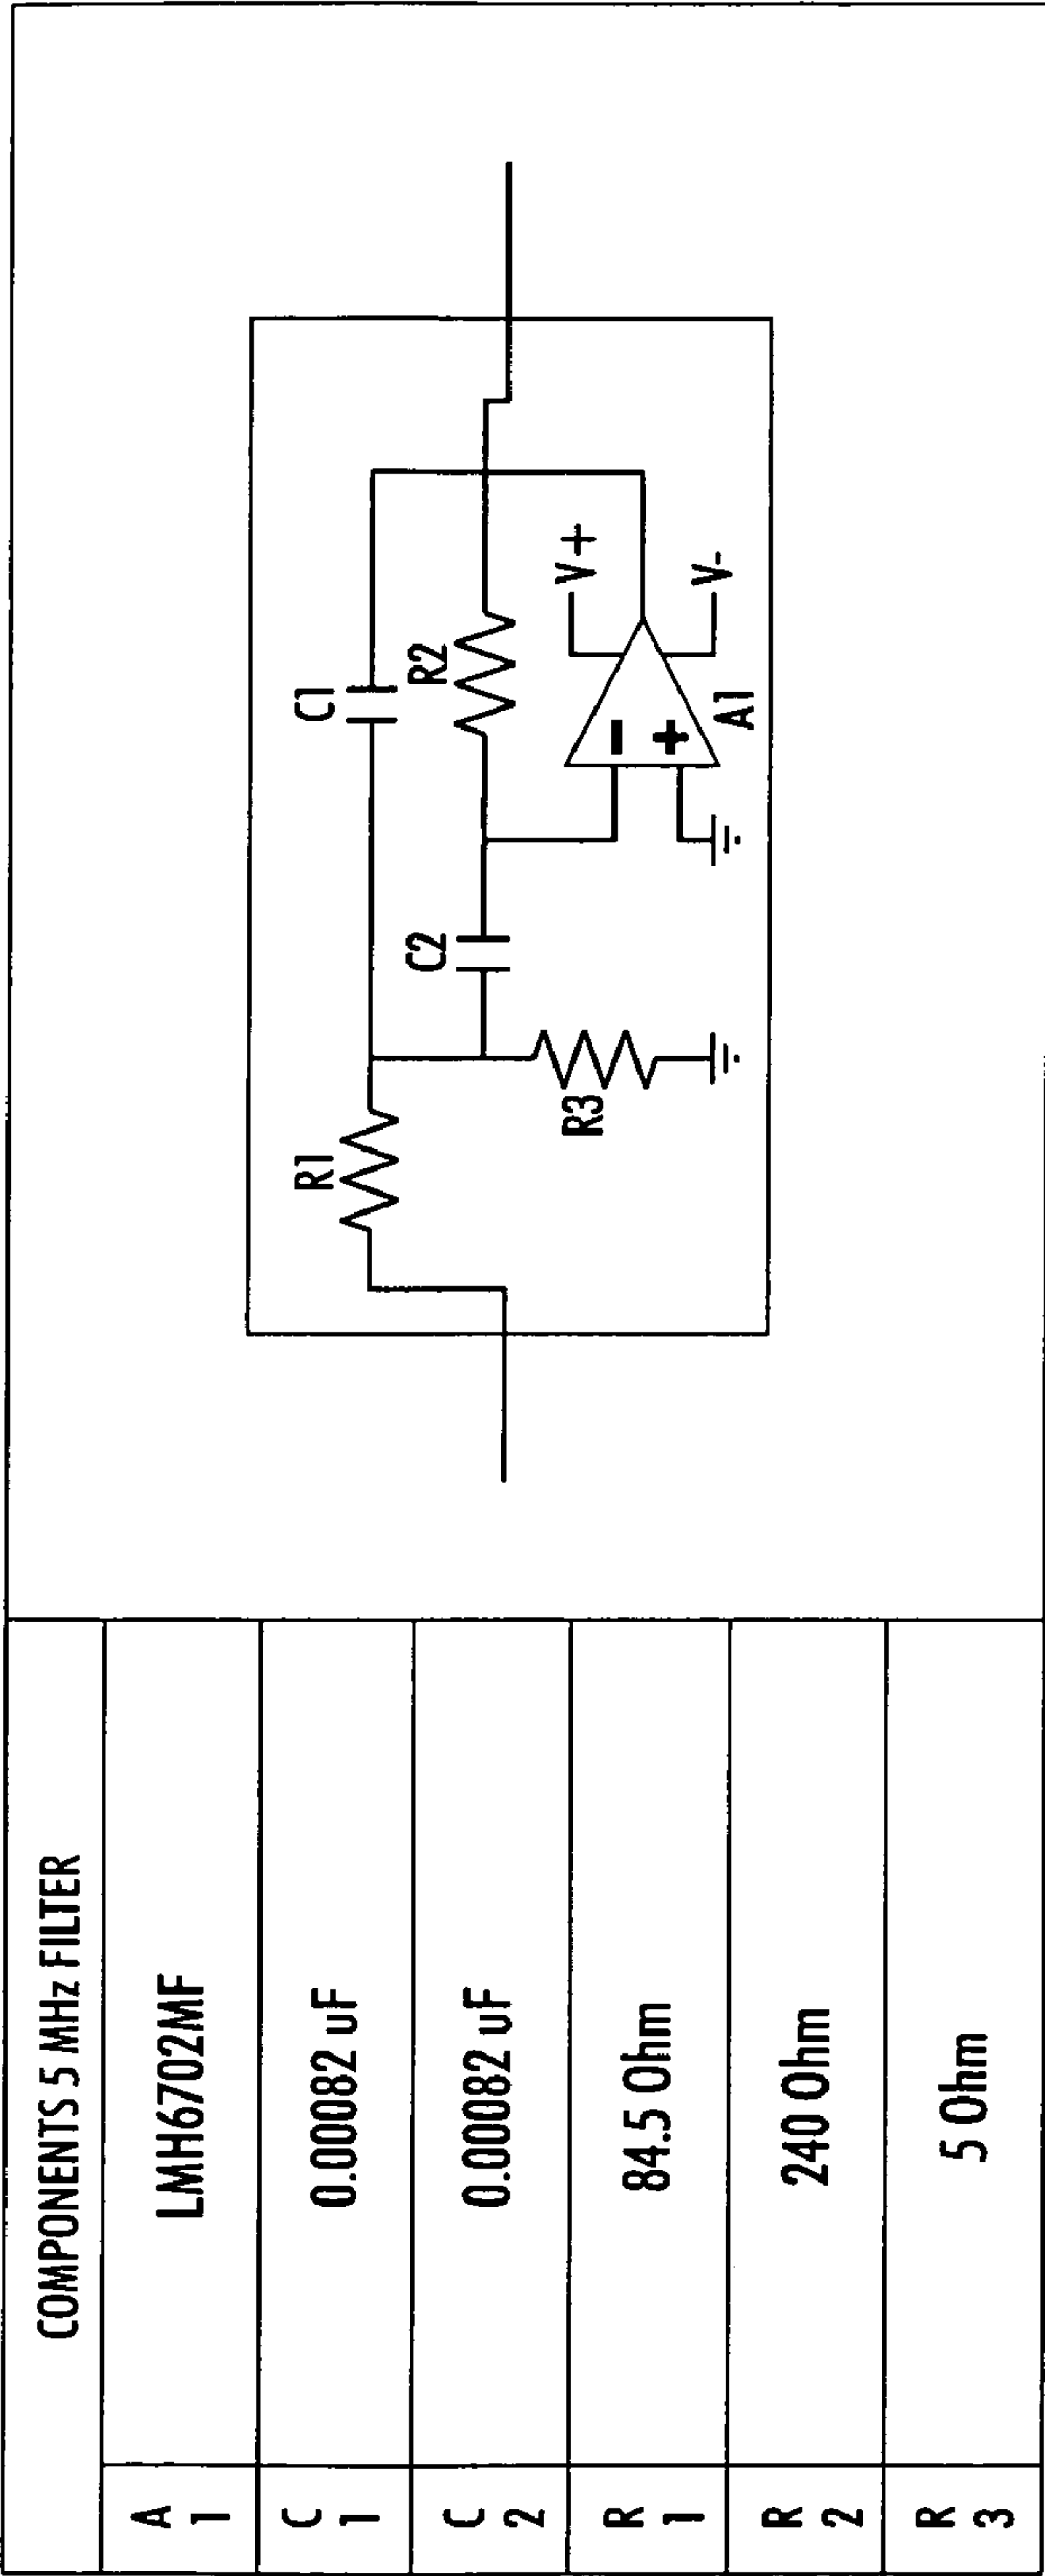 COMPONENTS 5 MHz FILTER
A1 LMH6702MF
C1 0.00082 uF
C2 0.00082 uF
R1 84.5 Ohm
R2 240 Ohm
R3 5 Ohm
C1
R1
R2
C2
V+
R3
-
+
V-
A1